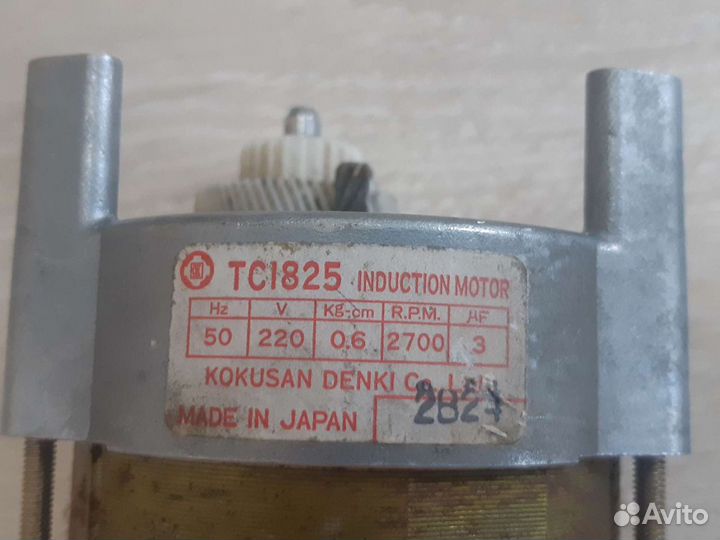 TC1825 INDUCTION MOTOR
Hz V Kg-cm R.P.M. μF
50 220 0.6 2700 3
KOKUSAN DENKI Co.,
MADE IN JAPAN
Avito